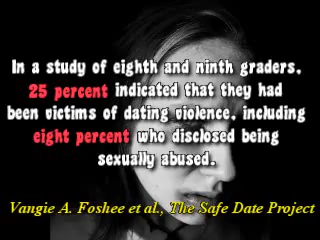 In a study of eighth and ninth graders,
25 percent indicated that they had
been victims of dating violence, including
eight percent who disclosed being
sexually abused.
Vangie A. Foshee et al., The Safe Date Project